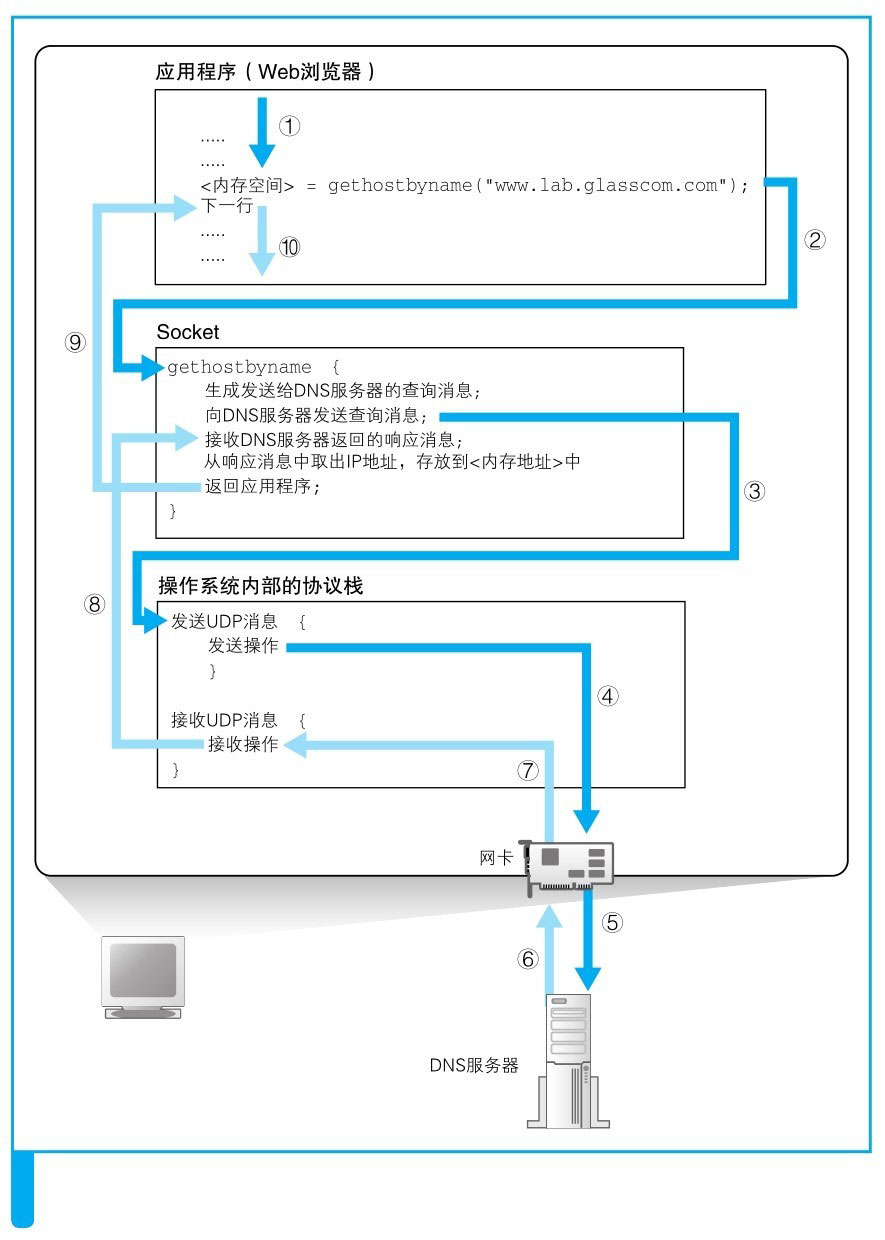 应用程序（Web浏览器）
①
.....
.....
<内存空间> = gethostbyname("www.lab.glasscom.com");
下一行
②
.....
⑩
.....
Socket
⑨
gethostbyname {
生成发送给DNS服务器的查询消息;
向DNS服务器发送查询消息;
接收DNS服务器返回的响应消息;
从响应消息中取出IP地址，存放到<内存地址>中
返回应用程序;
③
}
操作系统内部的协议栈
⑧
发送UDP消息 {
发送操作
}
④
接收UDP消息 {
接收操作
}
⑦
网卡
⑤
⑥
DNS服务器